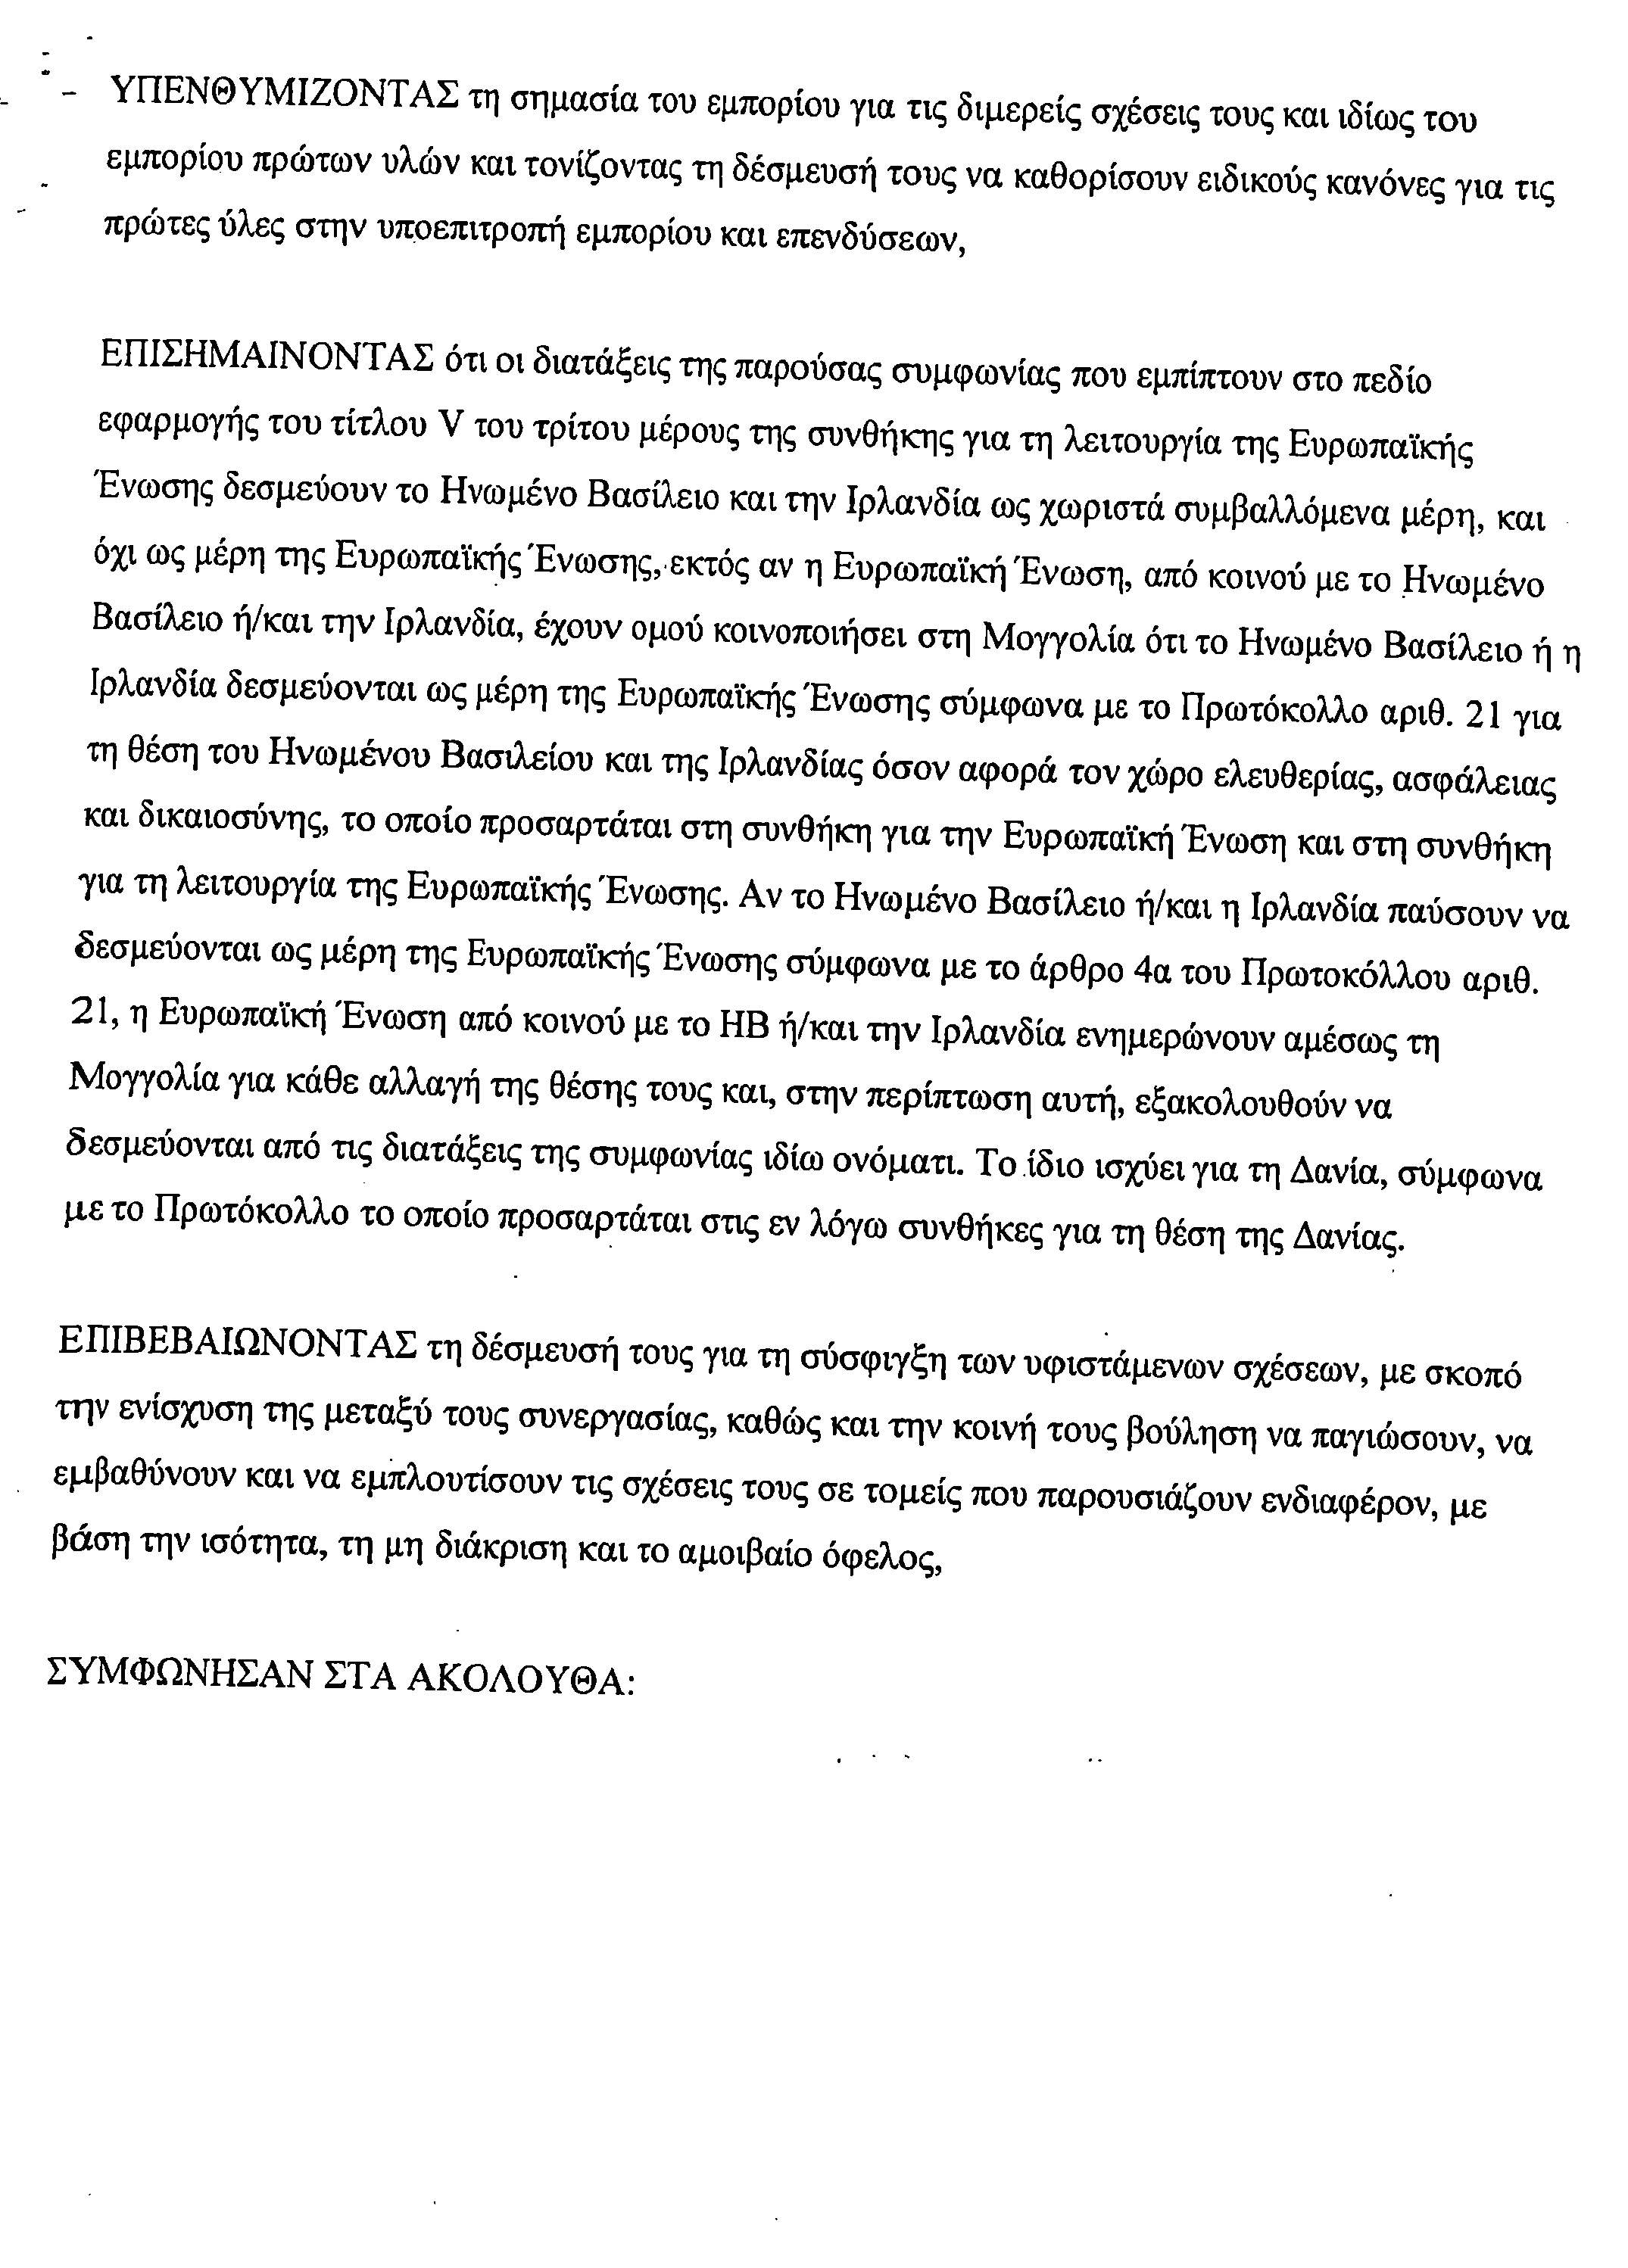 ΥΠΕΝΘΥΜΙΖΟΝΤΑΣ τη σημασία του εμπορίου για τις διμερείς σχέσεις τους και ιδίως του
εμπορίου πρώτων υλών και τονίζοντας τη δέσμευσή τους να καθορίσουν ειδικούς κανόνες για τις
πρώτες ύλες στην υποεπιτροπή εμπορίου και επενδύσεων,
ΕΠΙΣΗΜΑΙΝΟΝΤΑΣ ότι οι διατάξεις της παρούσας συμφωνίας που εμπίπτουν στο πεδίο
εφαρμογής του τίτλου V του τρίτου μέρους της συνθήκης για τη λειτουργία της Ευρωπαϊκής
Ένωσης δεσμεύουν το Ηνωμένο Βασίλειο και την Ιρλανδία ως χωριστά συμβαλλόμενα μέρη, και
όχι ως μέρη της Ευρωπαϊκής Ένωσης, εκτός αν η Ευρωπαϊκή Ένωση, από κοινού με το Ηνωμένο
Βασίλειο ή/και την Ιρλανδία, έχουν ομού κοινοποιήσει στη Μογγολία ότι το Ηνωμένο Βασίλειο ή η
Ιρλανδία δεσμεύονται ως μέρη της Ευρωπαϊκής Ένωσης σύμφωνα με το Πρωτόκολλο αριθ. 21 για
τη θέση του Ηνωμένου Βασιλείου και της Ιρλανδίας όσον αφορά τον χώρο ελευθερίας, ασφάλειας
και δικαιοσύνης, το οποίο προσαρτάται στη συνθήκη για την Ευρωπαϊκή Ένωση και στη συνθήκη
για τη λειτουργία της Ευρωπαϊκής Ένωσης. Αν το Ηνωμένο Βασίλειο ή/και η Ιρλανδία παύσουν να
δεσμεύονται ως μέρη της Ευρωπαϊκής Ένωσης σύμφωνα με το άρθρο 4α του Πρωτοκόλλου αριθ.
21, η Ευρωπαϊκή Ένωση από κοινού με το ΗΒ ή/και την Ιρλανδία ενημερώνουν αμέσως τη
Μογγολία για κάθε αλλαγή της θέσης τους και, στην περίπτωση αυτή, εξακολουθούν να
δεσμεύονται από τις διατάξεις της συμφωνίας ιδίω ονόματι. Το ίδιο ισχύει για τη Δανία, σύμφωνα
με το Πρωτόκολλο το οποίο προσαρτάται στις εν λόγω συνθήκες για τη θέση της Δανίας.
ΕΠΙΒΕΒΑΙΩΝΟΝΤΑΣ τη δέσμευσή τους για τη σύσφιγξη των υφιστάμενων σχέσεων, με σκοπό
την ενίσχυση της μεταξύ τους συνεργασίας, καθώς και την κοινή τους βούληση να παγιώσουν, να
εμβαθύνουν και να εμπλουτίσουν τις σχέσεις τους σε τομείς που παρουσιάζουν ενδιαφέρον, με
βάση την ισότητα, τη μη διάκριση και το αμοιβαίο όφελος,
ΣΥΜΦΩΝΗΣΑΝ ΣΤΑ ΑΚΟΛΟΥΘΑ: